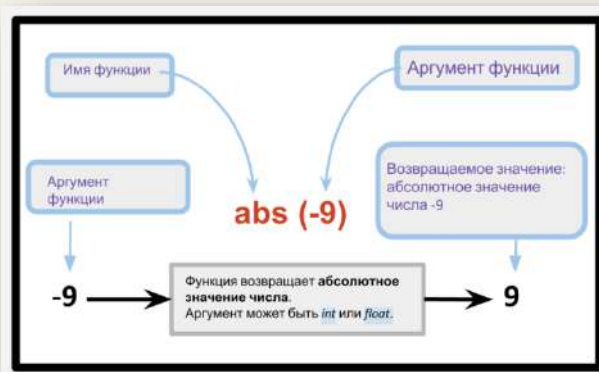 Имя функции
Аргумент функции
abs (-9)
Аргумент
функции
Возвращаемое значение:
абсолютное значение
числа -9
-9
Функция возвращает абсолютное
значение числа.
Аргумент может быть int или float.
9